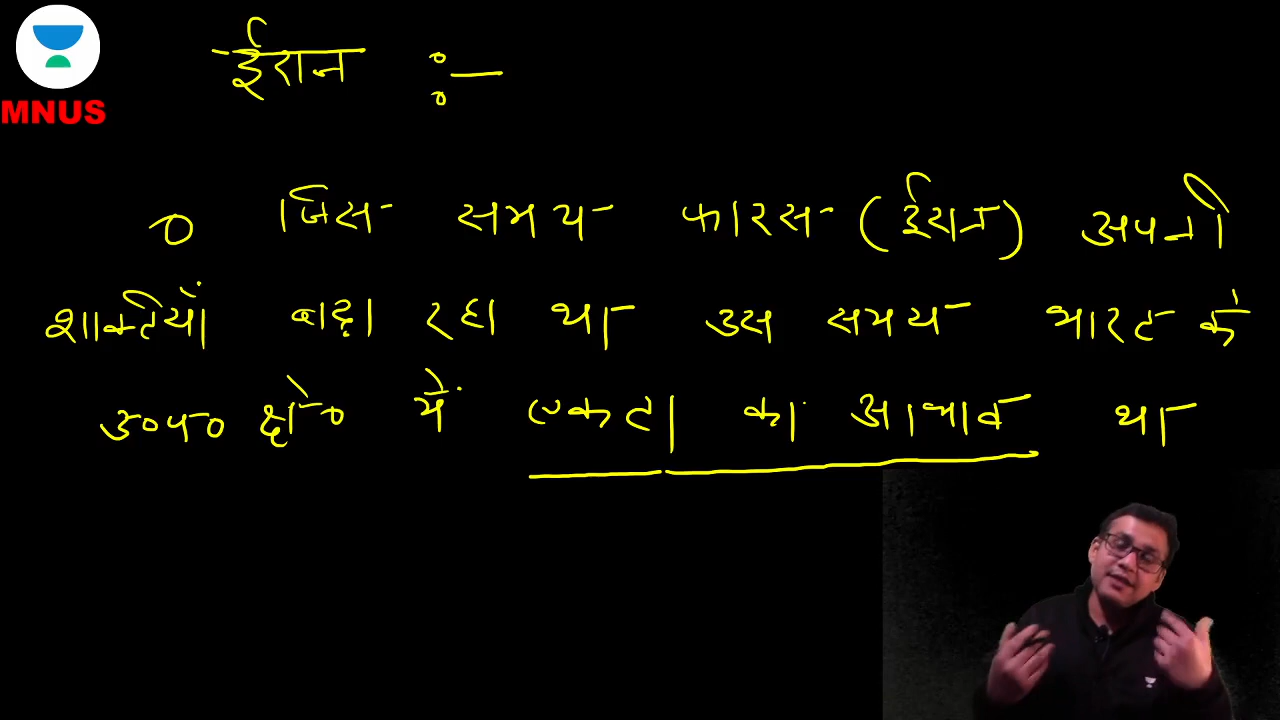 MNUS
ईरान :-
० जिस समय फारस (ईरान) अपनी
शक्तियाँ बढ़ा रहा था उस समय भारत के
उ०प० क्षे० में एकता का अभाव था